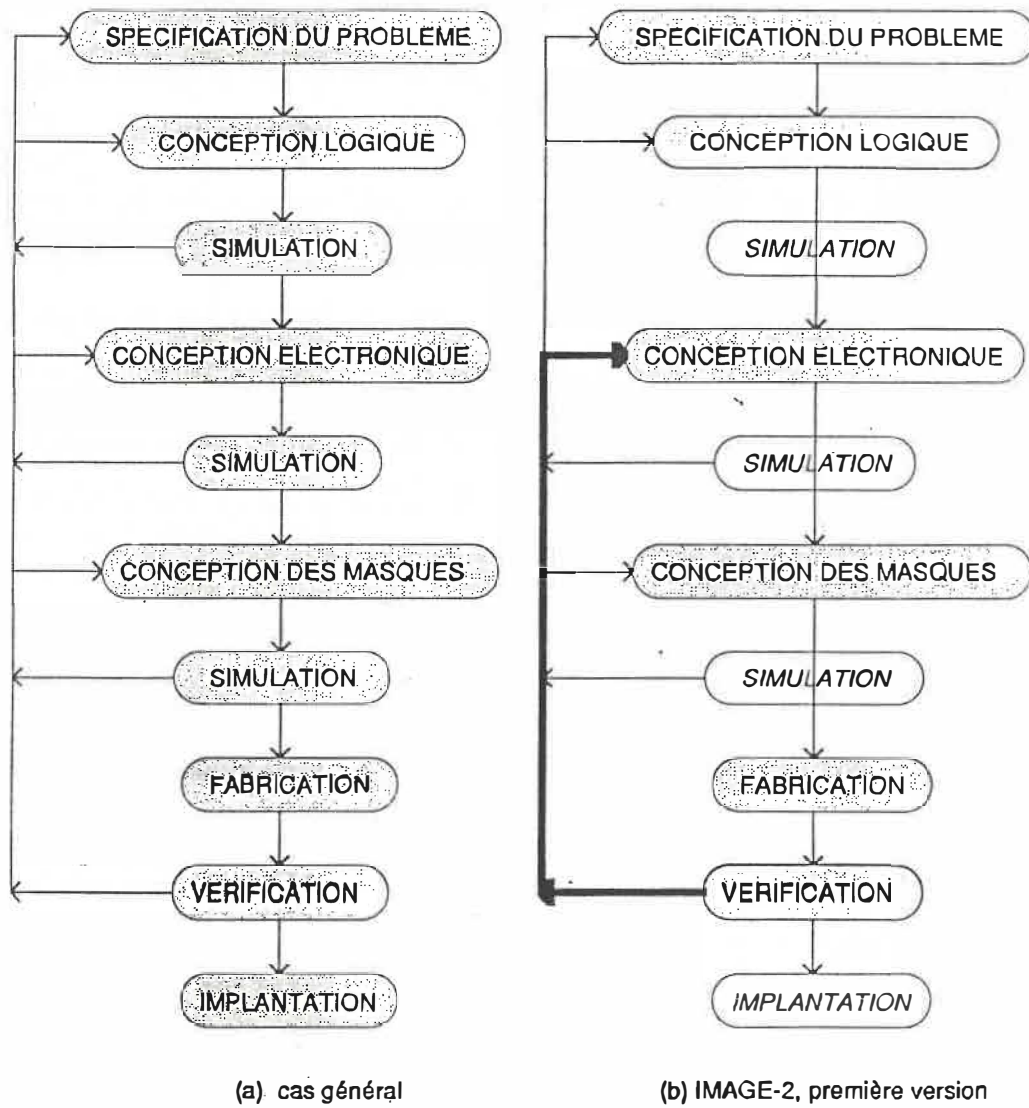 SPECIFICATION DU PROBLEME
CONCEPTION LOGIQUE
SIMULATION
CONCEPTION ELECTRONIQUE
SIMULATION
CONCEPTION DES MASQUES
SIMULATION
FABRICATION
VERIFICATION
IMPLANTATION
(a) cas général
SPECIFICATION DU PROBLEME
CONCEPTION LOGIQUE
SIMULATION
CONCEPTION ELECTRONIQUE
SIMULATION
CONCEPTION DES MASQUES
SIMULATION
FABRICATION
VERIFICATION
IMPLANTATION
(b) IMAGE-2, première version